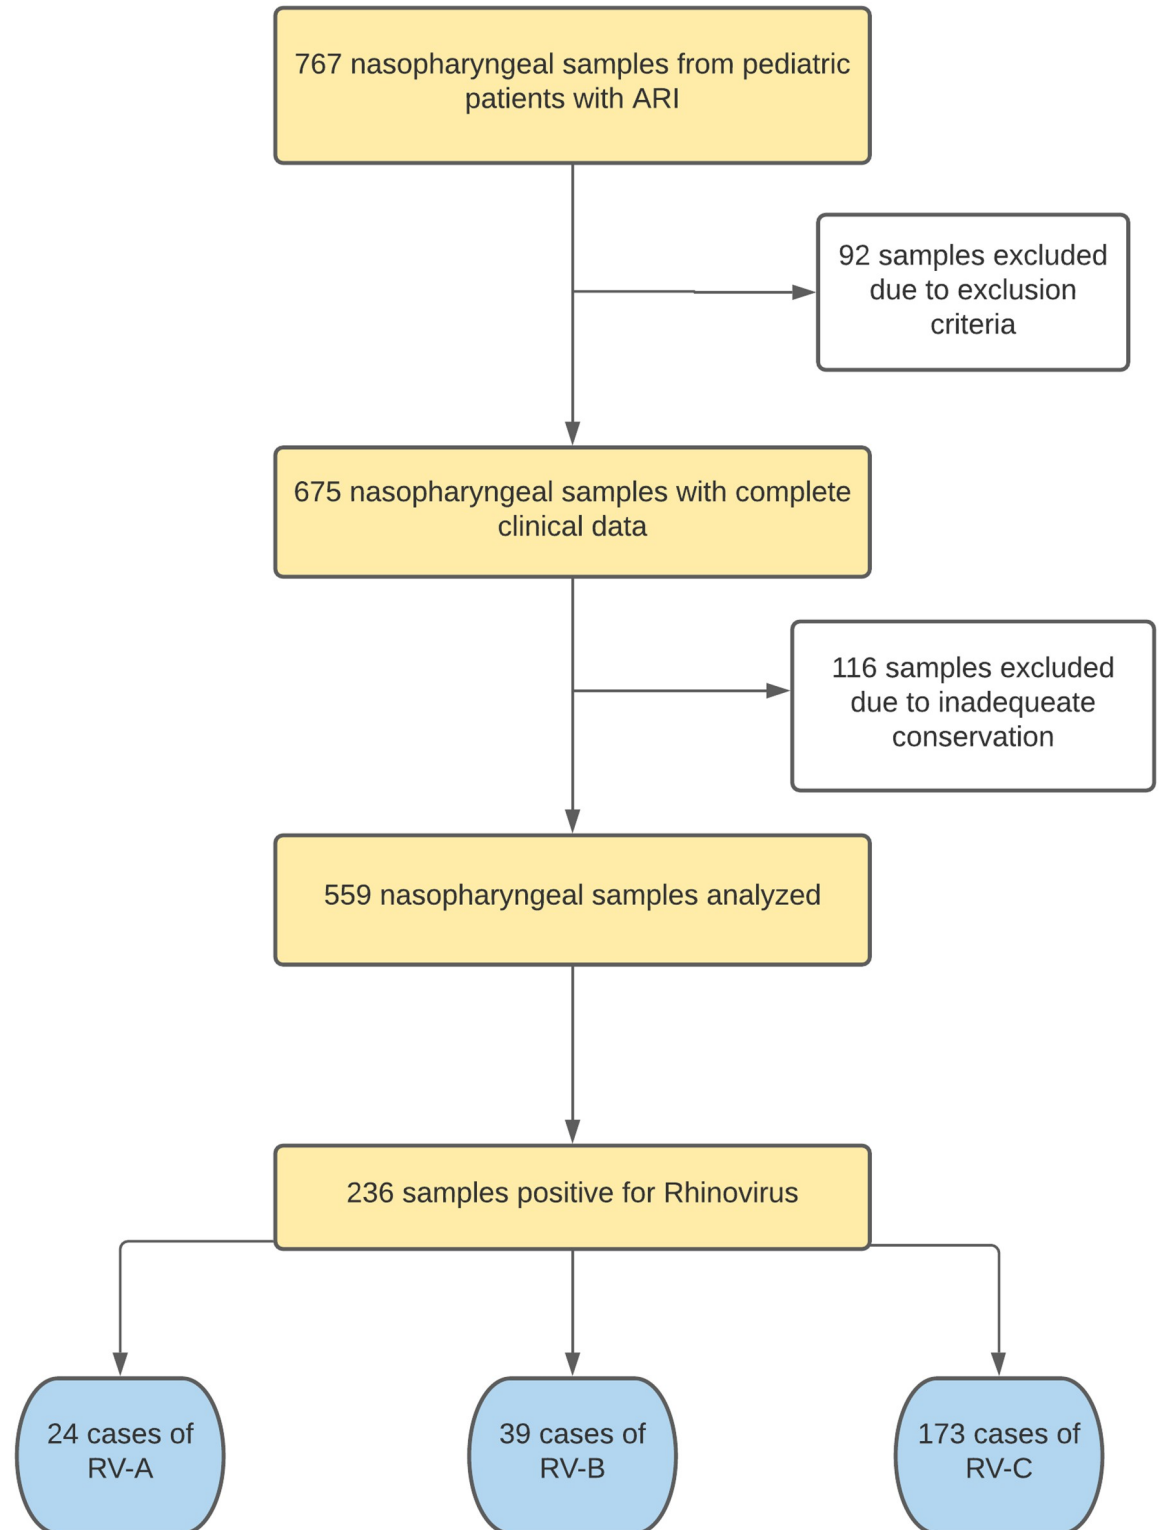 767 nasopharyngeal samples from pediatric
patients with ARI
92 samples excluded
due to exclusion
criteria
675 nasopharyngeal samples with complete
clinical data
116 samples excluded
due to inadequeate
conservation
559 nasopharyngeal samples analyzed
236 samples positive for Rhinovirus
24 cases of
RV-A
39 cases of
RV-B
173 cases of
RV-C